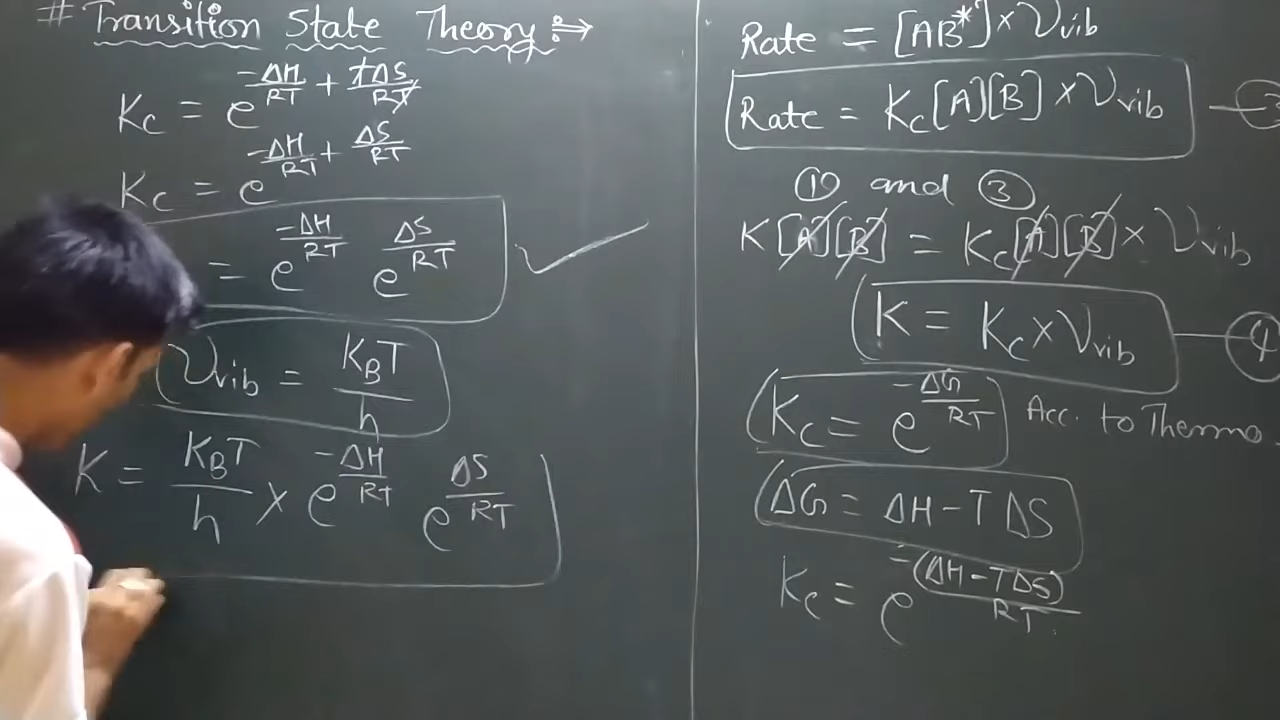 # Transition State Theory :⇒
Kc = e^(-ΔH/RT + TΔS/RT)
Kc = e^(-ΔH/RT + ΔS/RT)
= e^(-ΔH/RT) e^(ΔS/RT)
νvib = KBT/h
K = KBT/h × e^(-ΔH/RT) e^(ΔS/RT)
Rate = [AB*] × νvib
Rate = Kc[A][B] × νvib —
① and ③
K[A][B] = Kc[A][B] × νvib
K = Kc × νvib — ④
Kc = e^(-ΔG/RT) Acc. to Thermo
ΔG = ΔH - TΔS
Kc = e^(-(ΔH - TΔS)/RT)